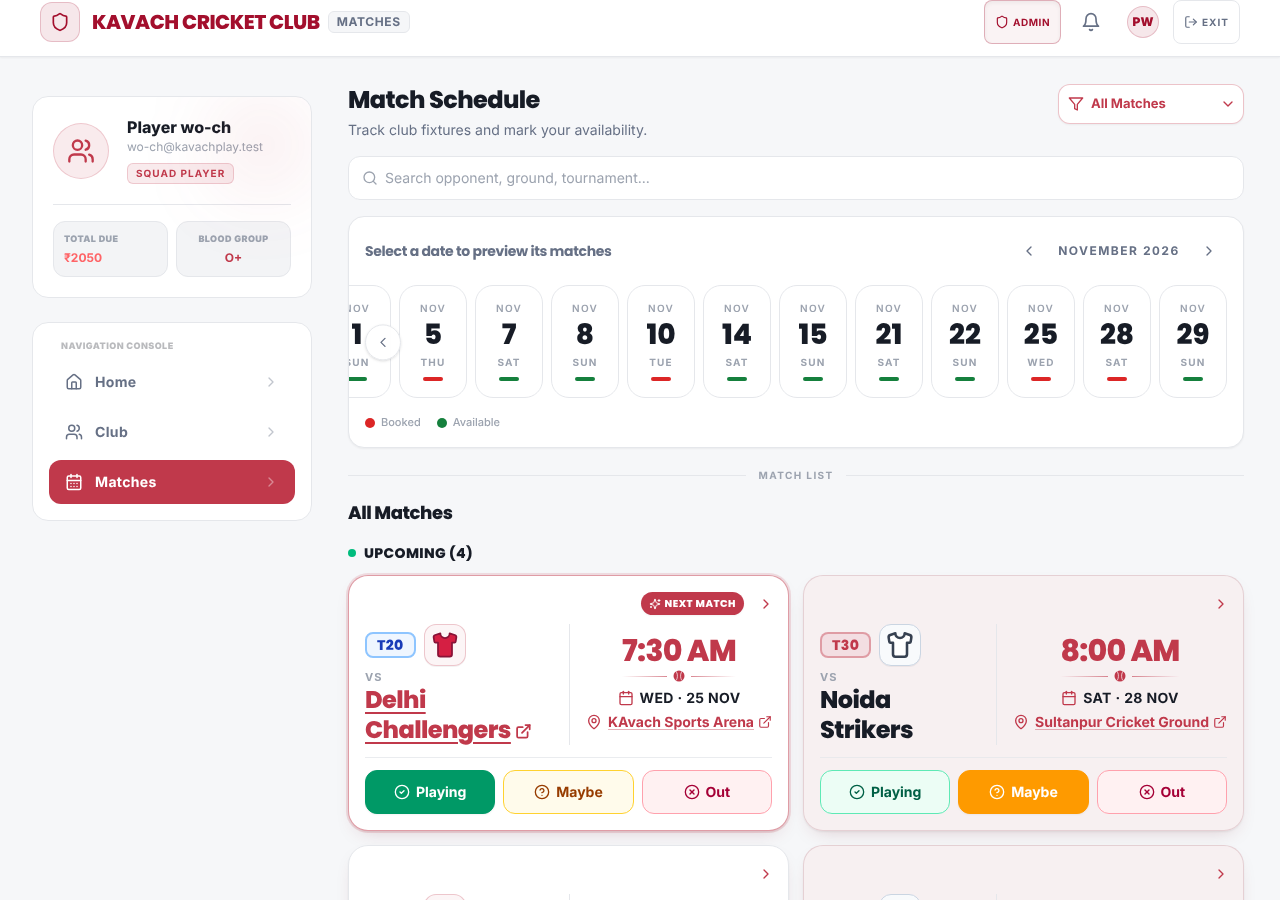 KAVACH CRICKET CLUB MATCHES
ADMIN
PW
EXIT
Player wo-ch
wo-ch@kavachplay.test
SQUAD PLAYER
TOTAL DUE
₹2050
BLOOD GROUP
O+
NAVIGATION CONSOLE
Home
Club
Matches
Match Schedule
Track club fixtures and mark your availability.
All Matches
Search opponent, ground, tournament...
Select a date to preview its matches
NOVEMBER 2026
NOV 1 SUN
NOV 5 THU
NOV 7 SAT
NOV 8 SUN
NOV 10 TUE
NOV 14 SAT
NOV 15 SUN
NOV 21 SAT
NOV 22 SUN
NOV 25 WED
NOV 28 SAT
NOV 29 SUN
Booked
Available
MATCH LIST
All Matches
UPCOMING (4)
NEXT MATCH
T20
VS
Delhi
Challengers
7:30 AM
WED · 25 NOV
KAvach Sports Arena
Playing
Maybe
Out
T30
VS
Noida
Strikers
8:00 AM
SAT · 28 NOV
Sultanpur Cricket Ground
Playing
Maybe
Out